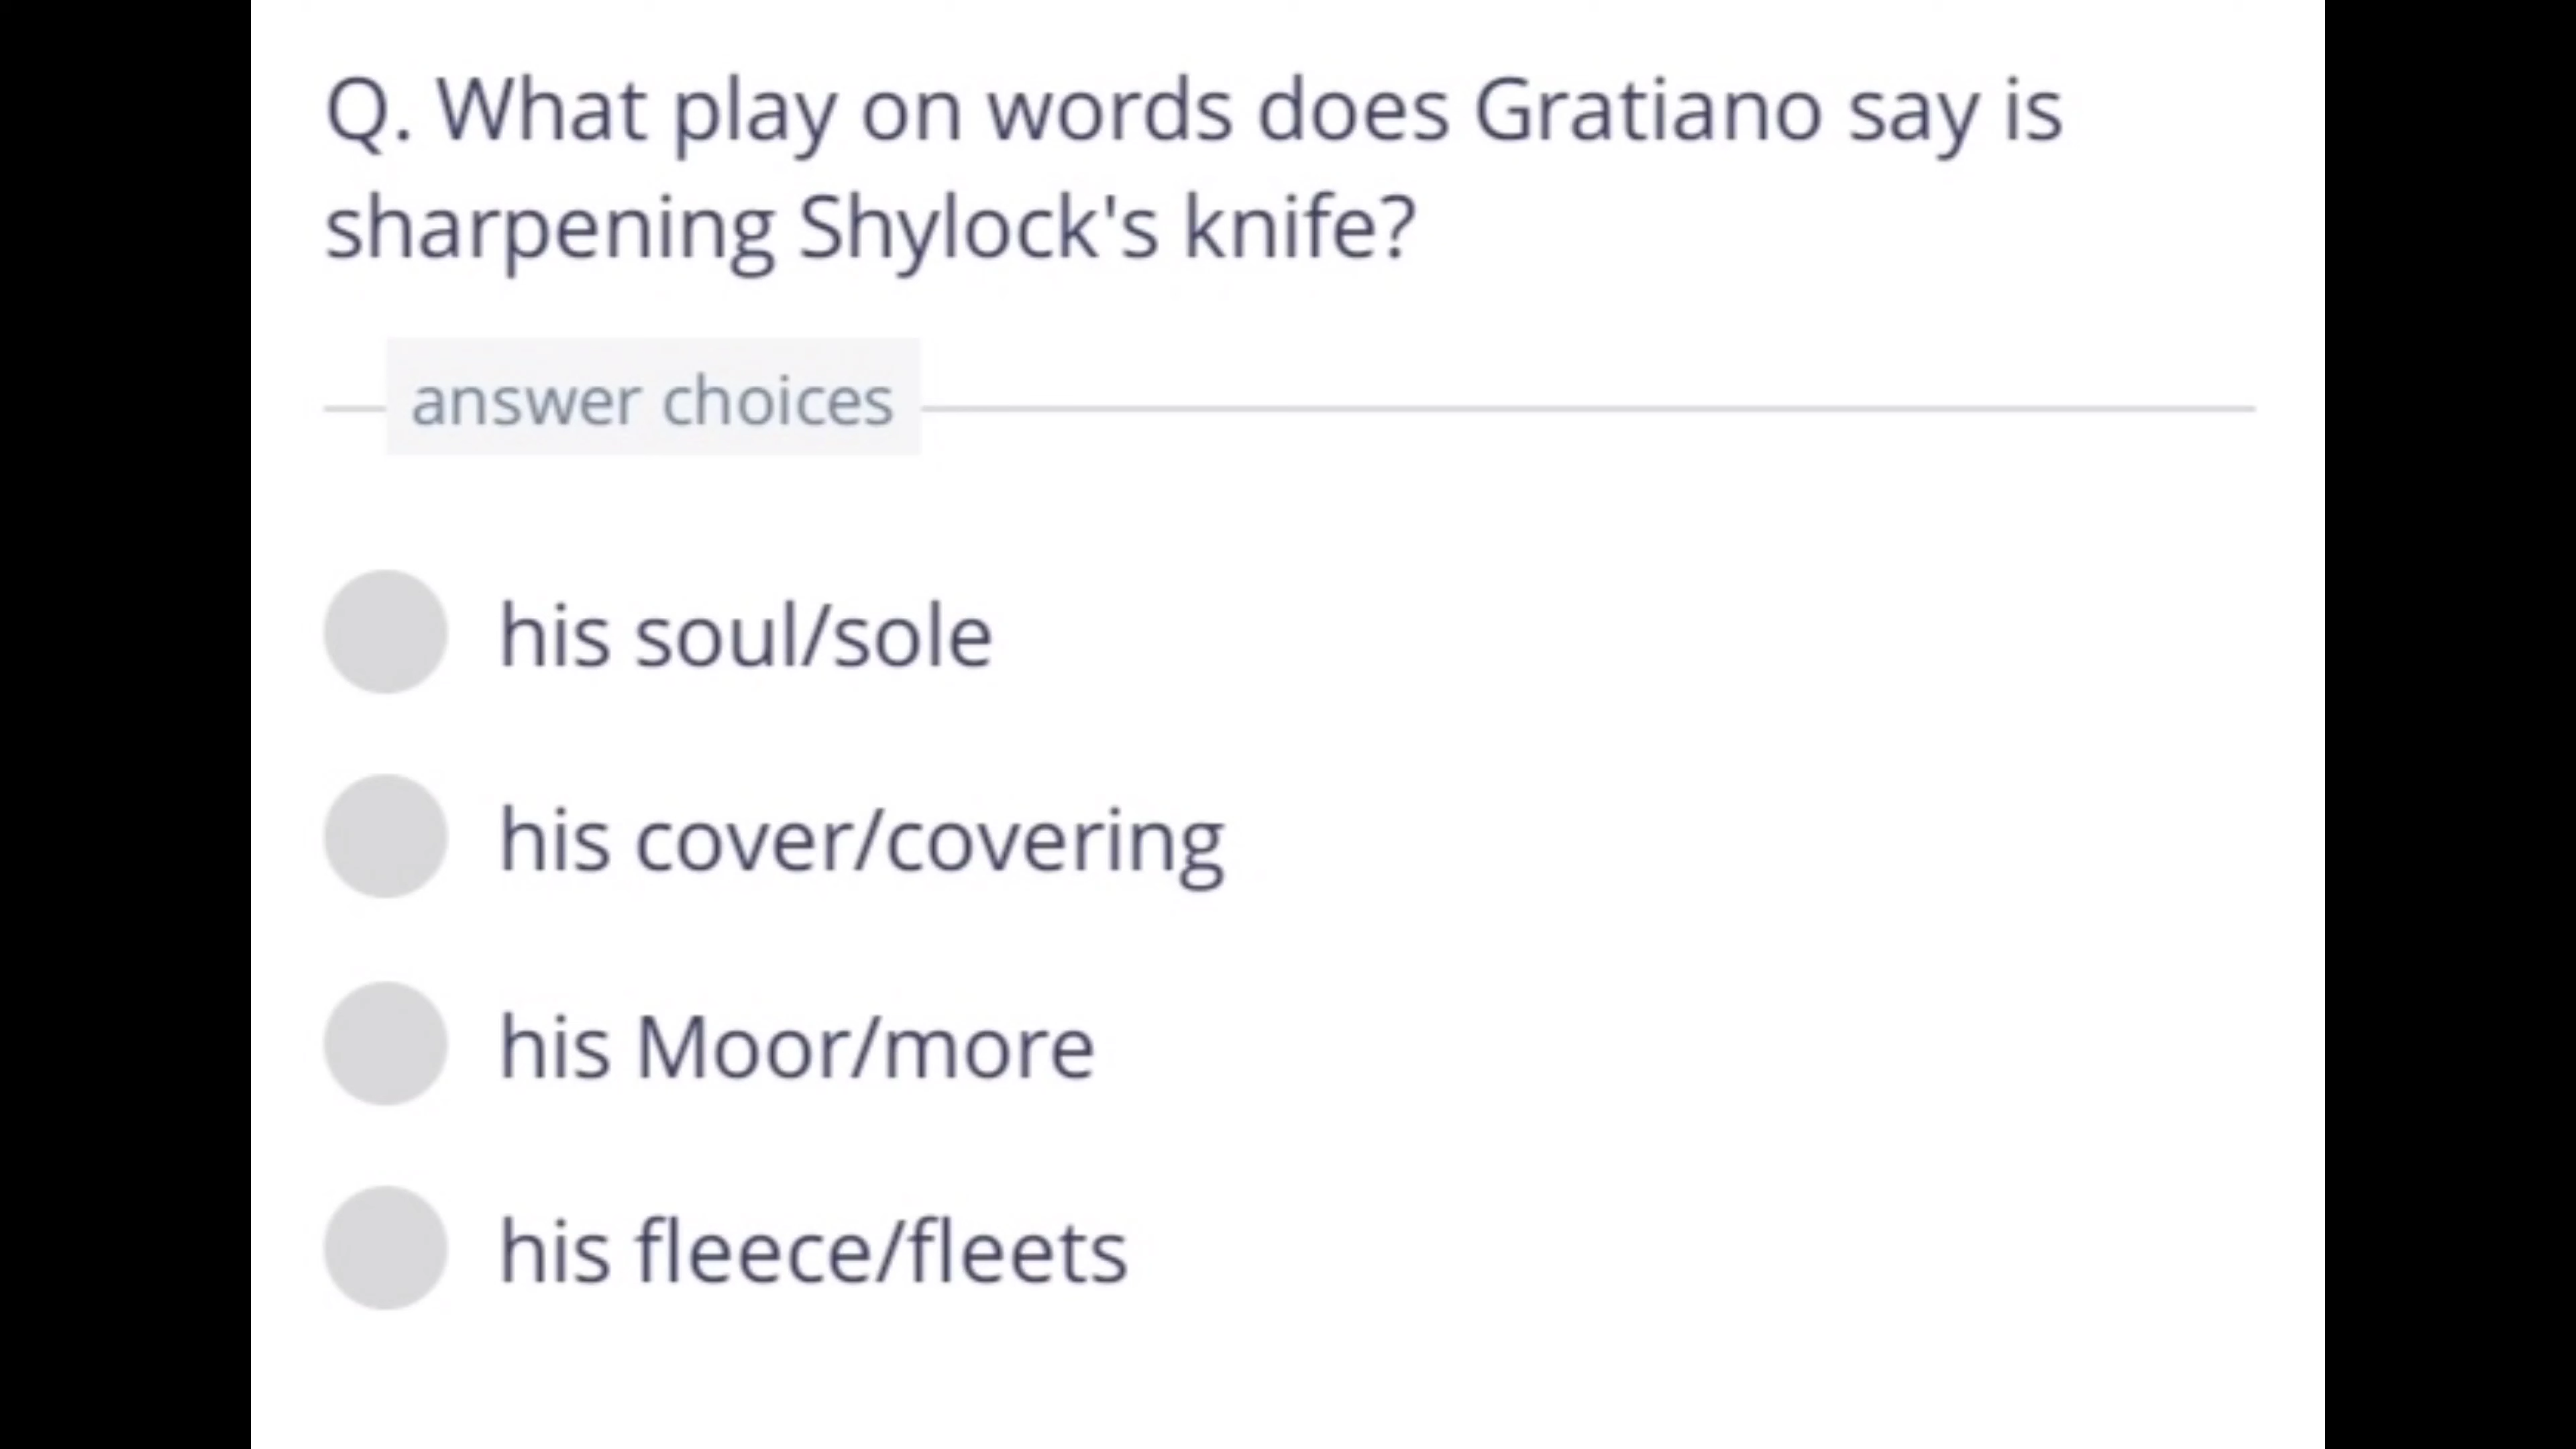 Q. What play on words does Gratiano say is
sharpening Shylock's knife?
answer choices
his soul/sole
his cover/covering
his Moor/more
his fleece/fleets